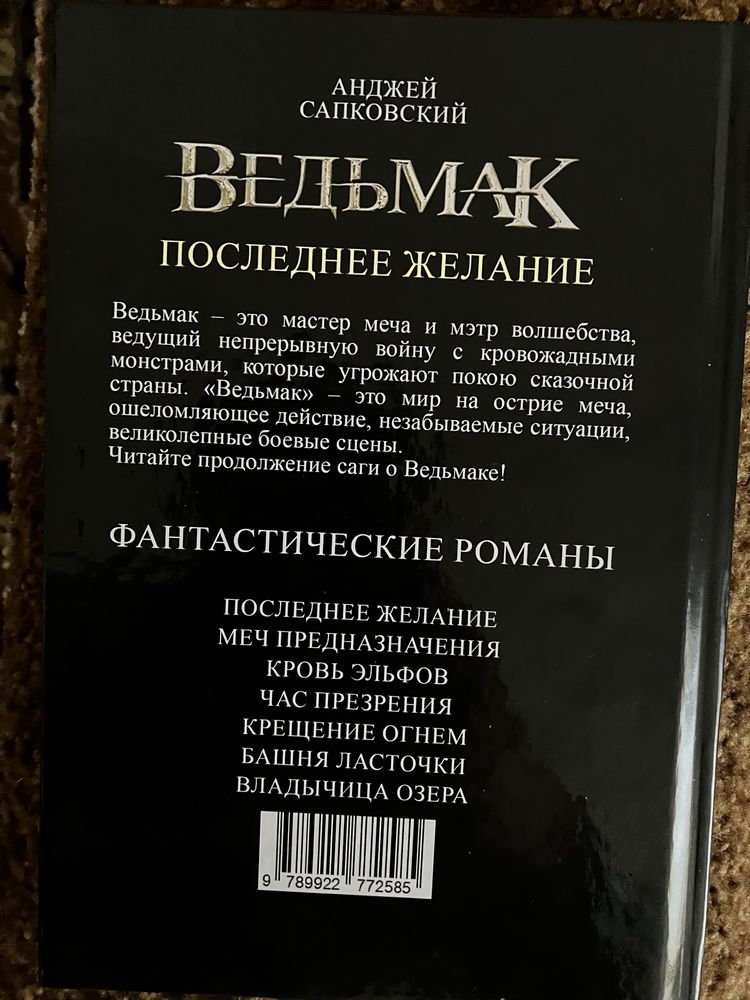 АНДЖЕЙ
САПКОВСКИЙ
ВЕДЬМАК
ПОСЛЕДНЕЕ ЖЕЛАНИЕ
Ведьмак – это мастер меча и мэтр волшебства,
ведущий непрерывную войну с кровожадными
монстрами, которые угрожают покою сказочной
страны. «Ведьмак» – это мир на острие меча,
ошеломляющее действие, незабываемые ситуации,
великолепные боевые сцены.
Читайте продолжение саги о Ведьмаке!
ФАНТАСТИЧЕСКИЕ РОМАНЫ
ПОСЛЕДНЕЕ ЖЕЛАНИЕ
МЕЧ ПРЕДНАЗНАЧЕНИЯ
КРОВЬ ЭЛЬФОВ
ЧАС ПРЕЗРЕНИЯ
КРЕЩЕНИЕ ОГНЕМ
БАШНЯ ЛАСТОЧКИ
ВЛАДЫЧИЦА ОЗЕРА
9 789922 772585